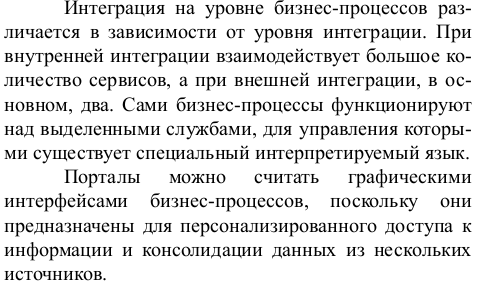 Интеграция на уровне бизнес-процессов раз-
личается в зависимости от уровня интеграции. При
внутренней интеграции взаимодействует большое ко-
личество сервисов, а при внешней интеграции, в ос-
новном, два. Сами бизнес-процессы функционируют
над выделенными службами, для управления которы-
ми существует специальный интерпретируемый язык.
Порталы можно считать графическими
интерфейсами бизнес-процессов, поскольку они
предназначены для персонализированного доступа к
информации и консолидации данных из нескольких
источников.